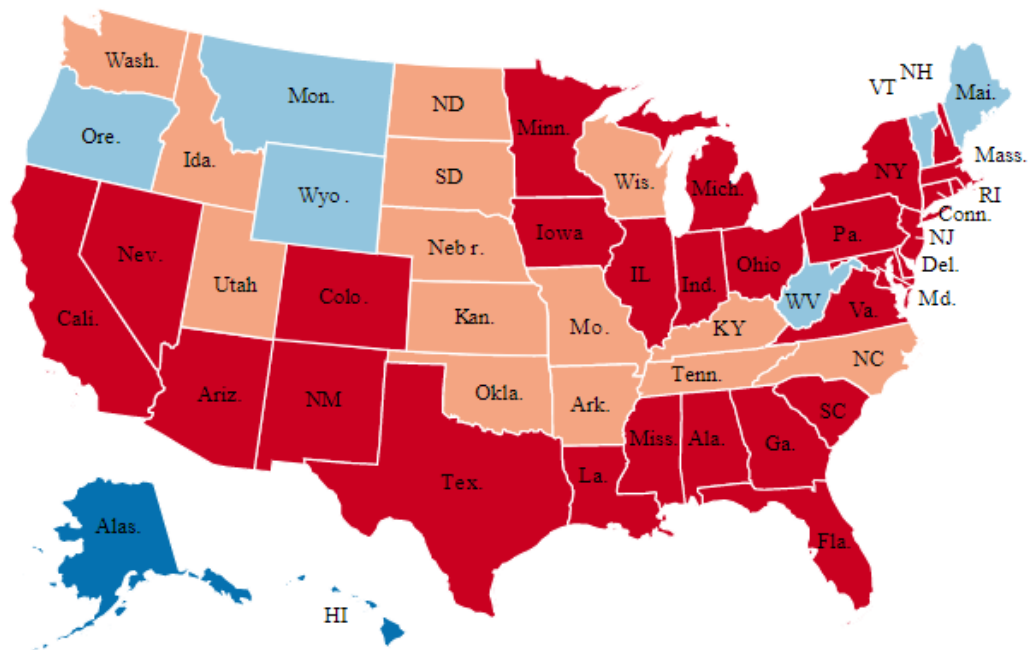 NH
VT
Wash.
Mon.
ND
Minn.
Mai.
Ore.
Ida.
SD
Wis.
Mich.
NY
Mass.
Wyo .
RI
Conn.
Iowa
Pa.
NJ
Neb r.
Nev.
Utah
Colo.
IL
Ind.
Ohio
Del.
WV
Md.
Cali.
Kan.
Mo.
KY
Va.
NC
Tenn.
Ariz.
NM
Okla.
Ark.
SC
Miss.
Ala.
Ga.
Tex.
La.
Alas.
Fla.
HI